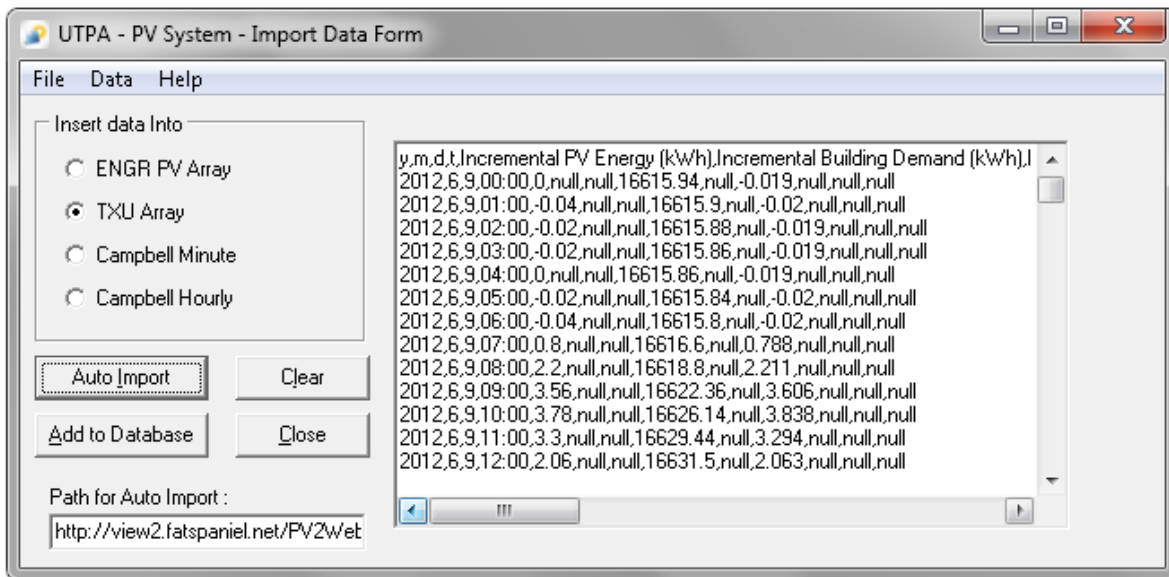 UTPA - PV System - Import Data Form
File Data Help
Insert data Into
ENGR PV Array
TXU Array
Campbell Minute
Campbell Hourly
Auto Import
Clear
Add to Database
Close
Path for Auto Import :
http://view2.fatspaniel.net/PV2Web
y,m,d,t,Incremental PV Energy (kWh),Incremental Building Demand (kWh),I
2012,6,9,00:00,0,null,null,16615.94,null,-0.019,null,null,null
2012,6,9,01:00,-0.04,null,null,16615.9,null,-0.02,null,null,null
2012,6,9,02:00,-0.02,null,null,16615.88,null,-0.019,null,null,null
2012,6,9,03:00,-0.02,null,null,16615.86,null,-0.019,null,null,null
2012,6,9,04:00,0,null,null,16615.86,null,-0.019,null,null,null
2012,6,9,05:00,-0.02,null,null,16615.84,null,-0.02,null,null,null
2012,6,9,06:00,-0.04,null,null,16615.8,null,-0.02,null,null,null
2012,6,9,07:00,0.8,null,null,16616.6,null,0.788,null,null,null
2012,6,9,08:00,2.2,null,null,16618.8,null,2.211,null,null,null
2012,6,9,09:00,3.56,null,null,16622.36,null,3.606,null,null,null
2012,6,9,10:00,3.78,null,null,16626.14,null,3.838,null,null,null
2012,6,9,11:00,3.3,null,null,16629.44,null,3.294,null,null,null
2012,6,9,12:00,2.06,null,null,16631.5,null,2.063,null,null,null